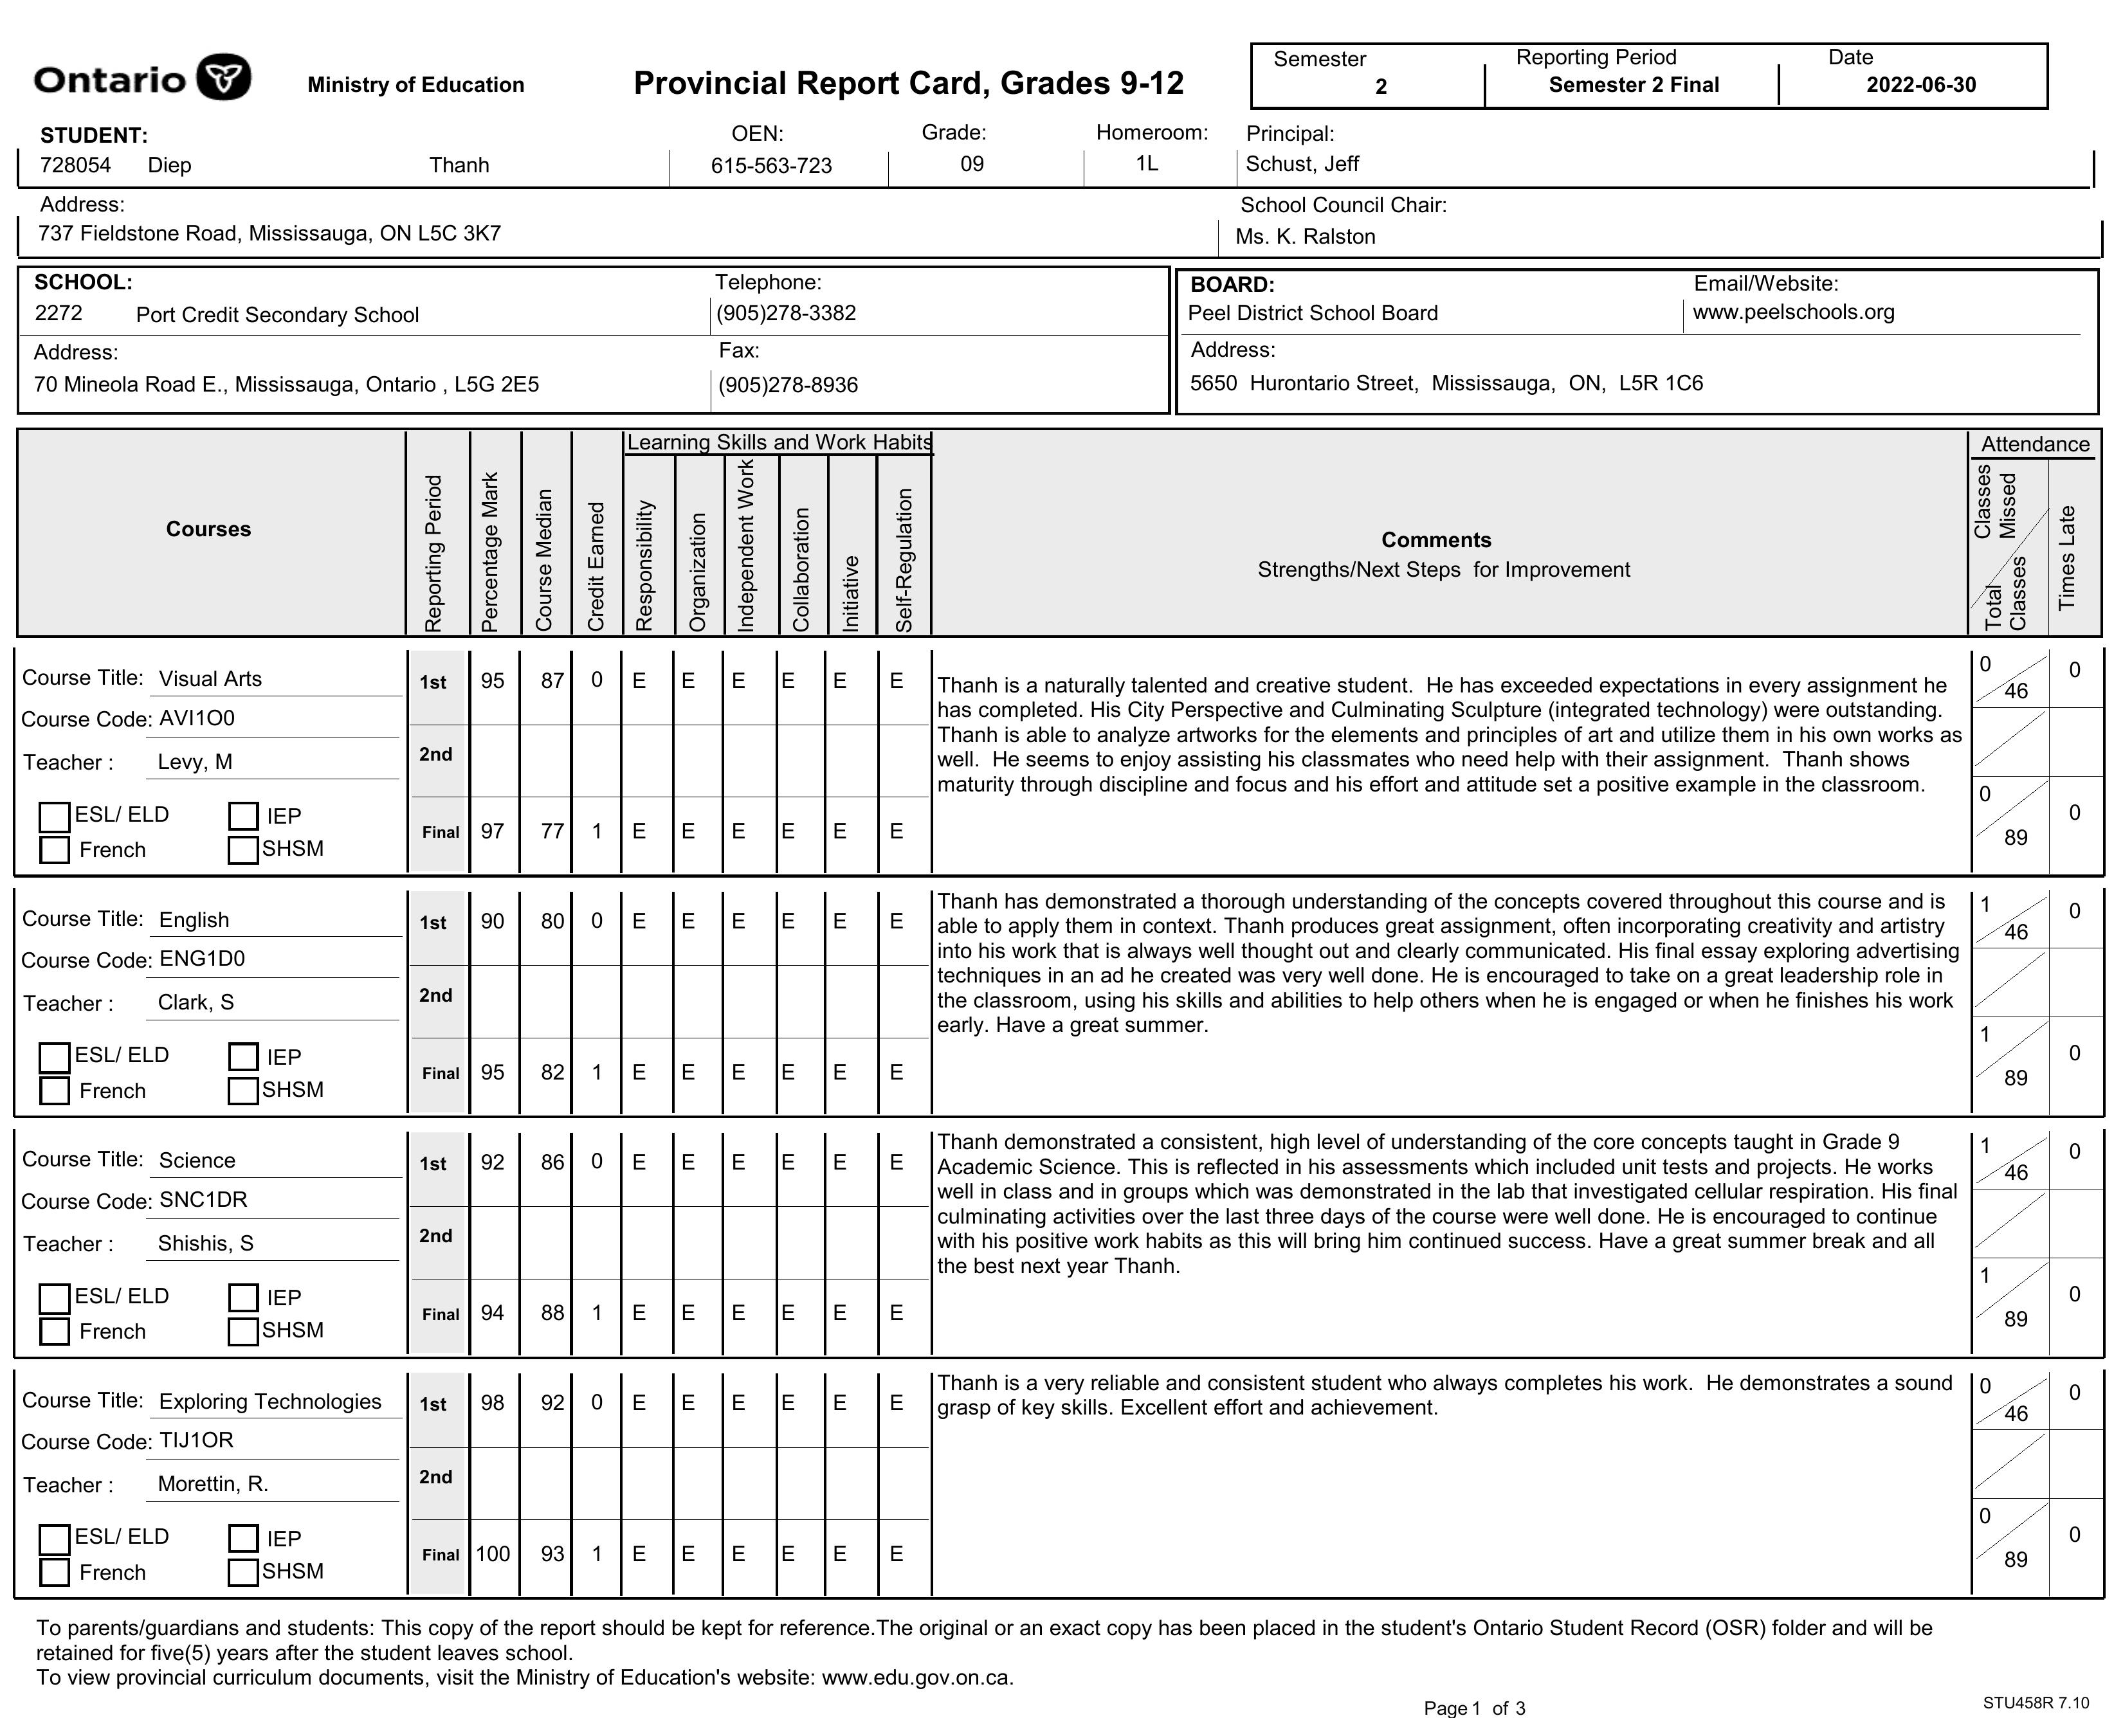 Ontario Ministry of Education Provincial Report Card, Grades 9-12
Semester Reporting Period Date
2 Semester 2 Final 2022-06-30
STUDENT: OEN: Grade: Homeroom: Principal:
728054 Diep Thanh 615-563-723 09 1L Schust, Jeff
Address: School Council Chair:
737 Fieldstone Road, Mississauga, ON L5C 3K7 Ms. K. Ralston
SCHOOL: Telephone:
2272 Port Credit Secondary School (905)278-3382
Address: Fax:
70 Mineola Road E., Mississauga, Ontario , L5G 2E5 (905)278-8936
BOARD: Email/Website:
Peel District School Board www.peelschools.org
Address:
5650 Hurontario Street, Mississauga, ON, L5R 1C6
Courses
Reporting Period
Percentage Mark
Course Median
Credit Earned
Learning Skills and Work Habits
Responsibility
Organization
Independent Work
Collaboration
Initiative
Self-Regulation
Comments
Strengths/Next Steps for Improvement
Attendance
Classes
Missed
Total
Classes
Times Late
Course Title: Visual Arts
Course Code: AVI1O0
Teacher : Levy, M
ESL/ ELD IEP
French SHSM
1st 95 87 0 E E E E E E
2nd
Final 97 77 1 E E E E E E
Thanh is a naturally talented and creative student. He has exceeded expectations in every assignment he
has completed. His City Perspective and Culminating Sculpture (integrated technology) were outstanding.
Thanh is able to analyze artworks for the elements and principles of art and utilize them in his own works as
well. He seems to enjoy assisting his classmates who need help with their assignment. Thanh shows
maturity through discipline and focus and his effort and attitude set a positive example in the classroom.
0 46 0
0 89 0
Course Title: English
Course Code: ENG1D0
Teacher : Clark, S
ESL/ ELD IEP
French SHSM
1st 90 80 0 E E E E E E
2nd
Final 95 82 1 E E E E E E
Thanh has demonstrated a thorough understanding of the concepts covered throughout this course and is
able to apply them in context. Thanh produces great assignment, often incorporating creativity and artistry
into his work that is always well thought out and clearly communicated. His final essay exploring advertising
techniques in an ad he created was very well done. He is encouraged to take on a great leadership role in
the classroom, using his skills and abilities to help others when he is engaged or when he finishes his work
early. Have a great summer.
1 46 0
1 89 0
Course Title: Science
Course Code: SNC1DR
Teacher : Shishis, S
ESL/ ELD IEP
French SHSM
1st 92 86 0 E E E E E E
2nd
Final 94 88 1 E E E E E E
Thanh demonstrated a consistent, high level of understanding of the core concepts taught in Grade 9
Academic Science. This is reflected in his assessments which included unit tests and projects. He works
well in class and in groups which was demonstrated in the lab that investigated cellular respiration. His final
culminating activities over the last three days of the course were well done. He is encouraged to continue
with his positive work habits as this will bring him continued success. Have a great summer break and all
the best next year Thanh.
1 46 0
1 89 0
Course Title: Exploring Technologies
Course Code: TIJ1OR
Teacher : Morettin, R.
ESL/ ELD IEP
French SHSM
1st 98 92 0 E E E E E E
2nd
Final 100 93 1 E E E E E E
Thanh is a very reliable and consistent student who always completes his work. He demonstrates a sound
grasp of key skills. Excellent effort and achievement.
0 46 0
0 89 0
To parents/guardians and students: This copy of the report should be kept for reference.The original or an exact copy has been placed in the student's Ontario Student Record (OSR) folder and will be
retained for five(5) years after the student leaves school.
To view provincial curriculum documents, visit the Ministry of Education's website: www.edu.gov.on.ca.
Page 1 of 3
STU458R 7.10